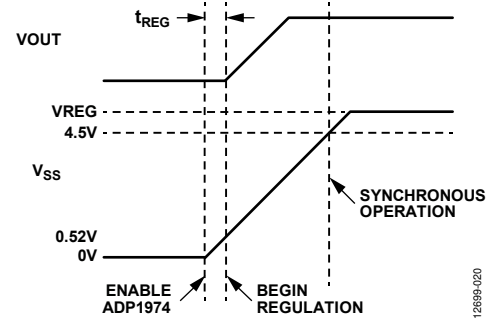 tREG
VOUT
VREG
4.5V
VSS
SYNCHRONOUS
OPERATION
0.52V
0V
ENABLE
ADP1974
BEGIN
REGULATION
12699-020